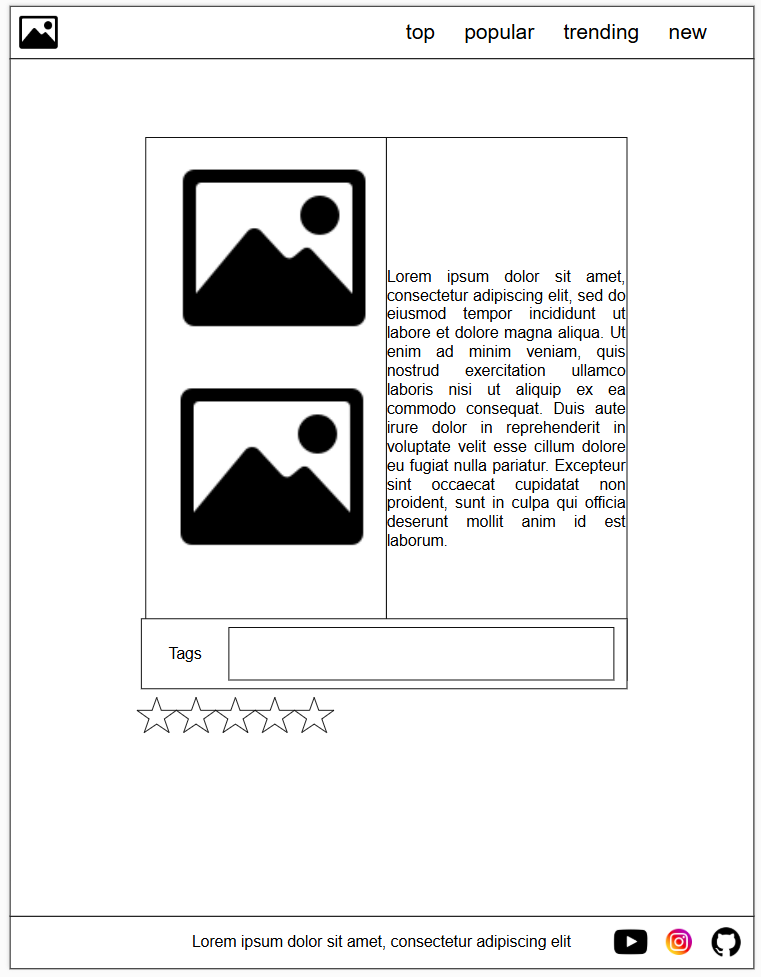 top popular trending new
Lorem ipsum dolor sit amet,
consectetur adipiscing elit, sed do
eiusmod tempor incididunt ut
labore et dolore magna aliqua. Ut
enim ad minim veniam, quis
nostrud exercitation ullamco
laboris nisi ut aliquip ex ea
commodo consequat. Duis aute
irure dolor in reprehenderit in
voluptate velit esse cillum dolore
eu fugiat nulla pariatur. Excepteur
sint occaecat cupidatat non
proident, sunt in culpa qui officia
deserunt mollit anim id est
laborum.
Tags
Lorem ipsum dolor sit amet, consectetur adipiscing elit